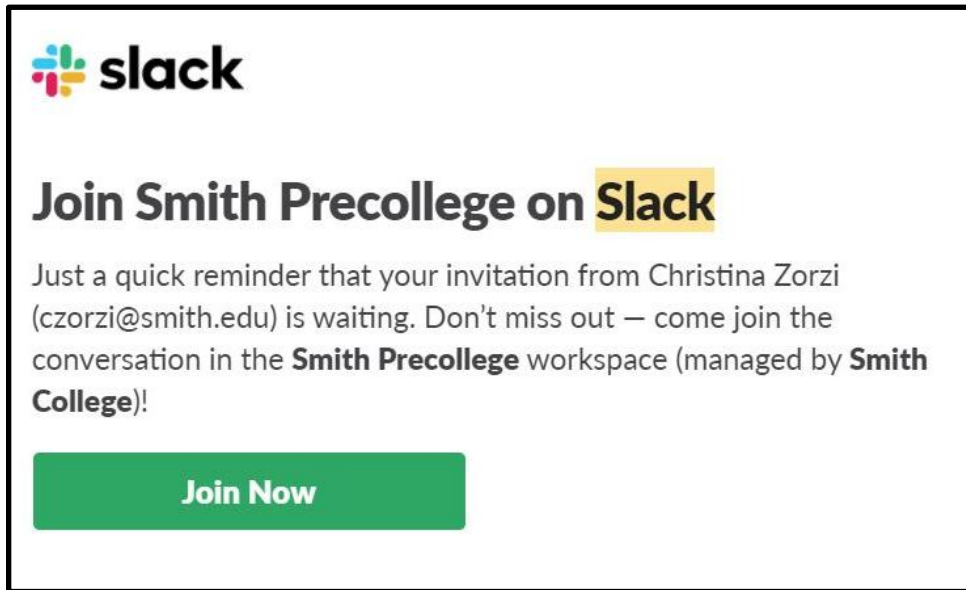 slack
Join Smith Precollege on Slack
Just a quick reminder that your invitation from Christina Zorzi
(czorzi@smith.edu) is waiting. Don’t miss out — come join the
conversation in the Smith Precollege workspace (managed by Smith
College)!
Join Now